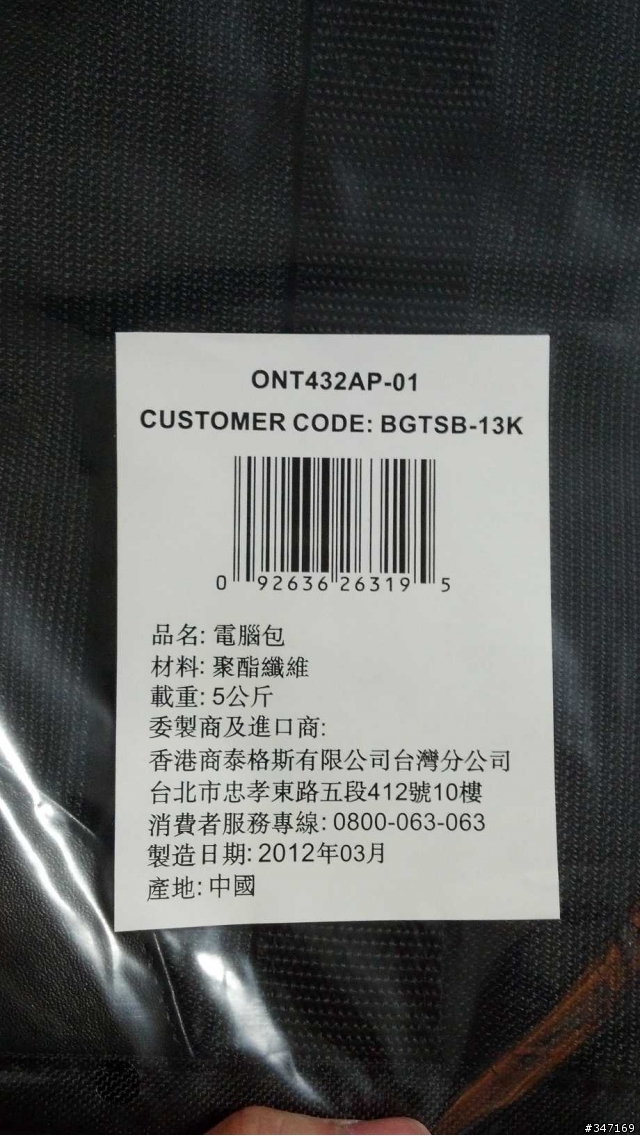 ONT432AP-01
CUSTOMER CODE: BGTSB-13K
0 92636 26319 5
品名: 電腦包
材料: 聚酯纖維
載重: 5公斤
委製商及進口商:
香港商泰格斯有限公司台灣分公司
台北市忠孝東路五段412號10樓
消費者服務專線: 0800-063-063
製造日期: 2012年03月
產地: 中國
#347169